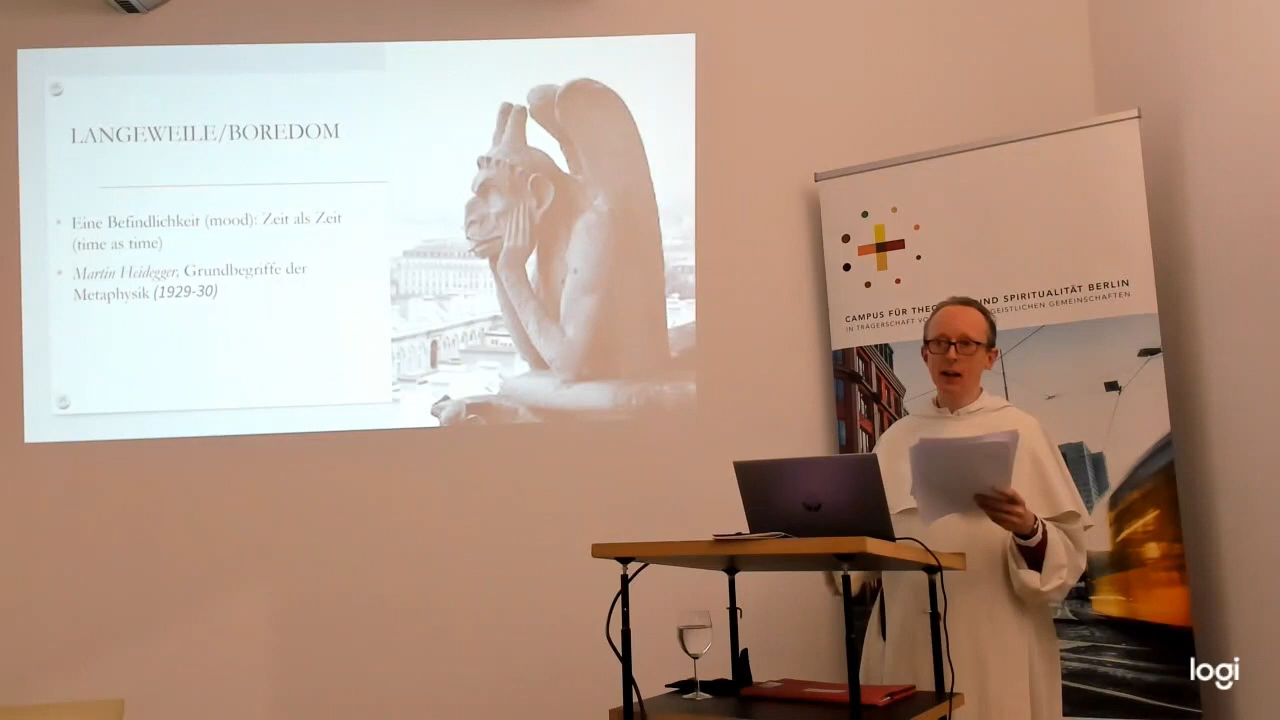 LANGEWEILE/BOREDOM
Eine Befindlichkeit (mood): Zeit als Zeit
(time as time)
Martin Heidegger, Grundbegriffe der
Metaphysik (1929-30)
CAMPUS FÜR THEO UND SPIRITUALITÄT BERLIN
IN TRÄGERSCHAFT GEISTLICHEN GEMEINSCHAFTEN
logi